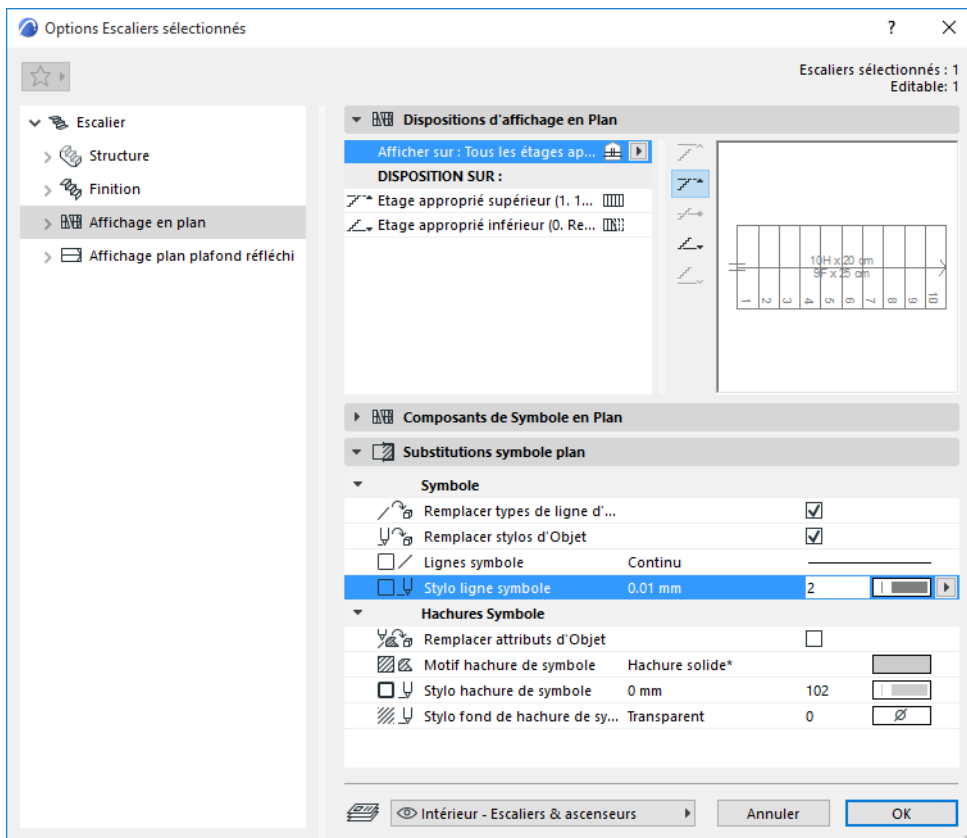 Options Escaliers sélectionnés
?
Escaliers sélectionnés : 1
Editable: 1
Escalier
Structure
Finition
Affichage en plan
Affichage plan plafond réfléchi
Dispositions d'affichage en Plan
Afficher sur : Tous les étages ap...
DISPOSITION SUR :
Etage approprié supérieur (1. 1...
Etage approprié inférieur (0. Re...
10H x 20 cm
9F x 25 cm
1 2 3 4 5 6 7 8 9 10
Composants de Symbole en Plan
Substitutions symbole plan
Symbole
Remplacer types de ligne d'...
Remplacer stylos d'Objet
Lignes symbole Continu
Stylo ligne symbole 0.01 mm 2
Hachures Symbole
Remplacer attributs d'Objet
Motif hachure de symbole Hachure solide*
Stylo hachure de symbole 0 mm 102
Stylo fond de hachure de sy... Transparent 0
Intérieur - Escaliers & ascenseurs
Annuler
OK